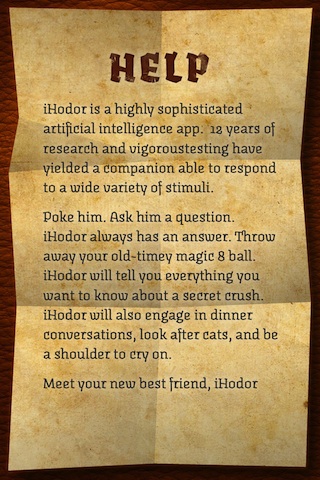 HELP
iHodor is a highly sophisticated
artificial intelligence app.  12 years of
research and vigoroustesting have
yielded a companion able to respond
to a wide variety of stimuli.
Poke him. Ask him a question.
iHodor always has an answer. Throw
away your old-timey magic 8 ball.
iHodor will tell you everything you
want to know about a secret crush.
iHodor will also engage in dinner
conversations, look after cats, and be
a shoulder to cry on.
Meet your new best friend, iHodor